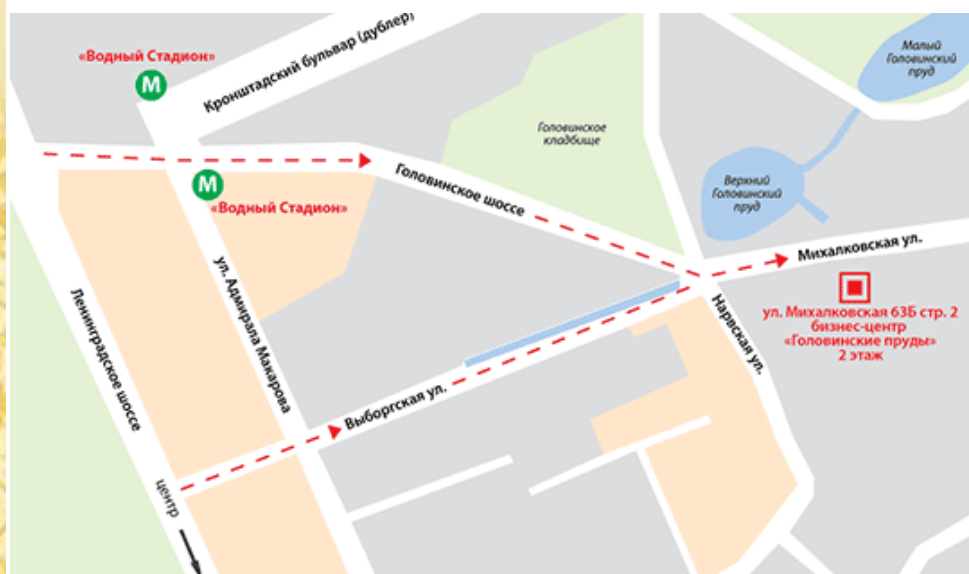 «Водный Стадион»
М
Кронштадский бульвар (дублер)
Малый
Головинский
пруд
Головинское
кладбище
М
«Водный Стадион»
Головинское шоссе
Верхний
Головинский
пруд
Михалковская ул.
ул. Михалковская 63Б стр. 2
бизнес-центр
«Головинские пруды»
2 этаж
Ленинградское шоссе
ул. Адмирала Макарова
Нарвская ул.
Выборгская ул.
центр